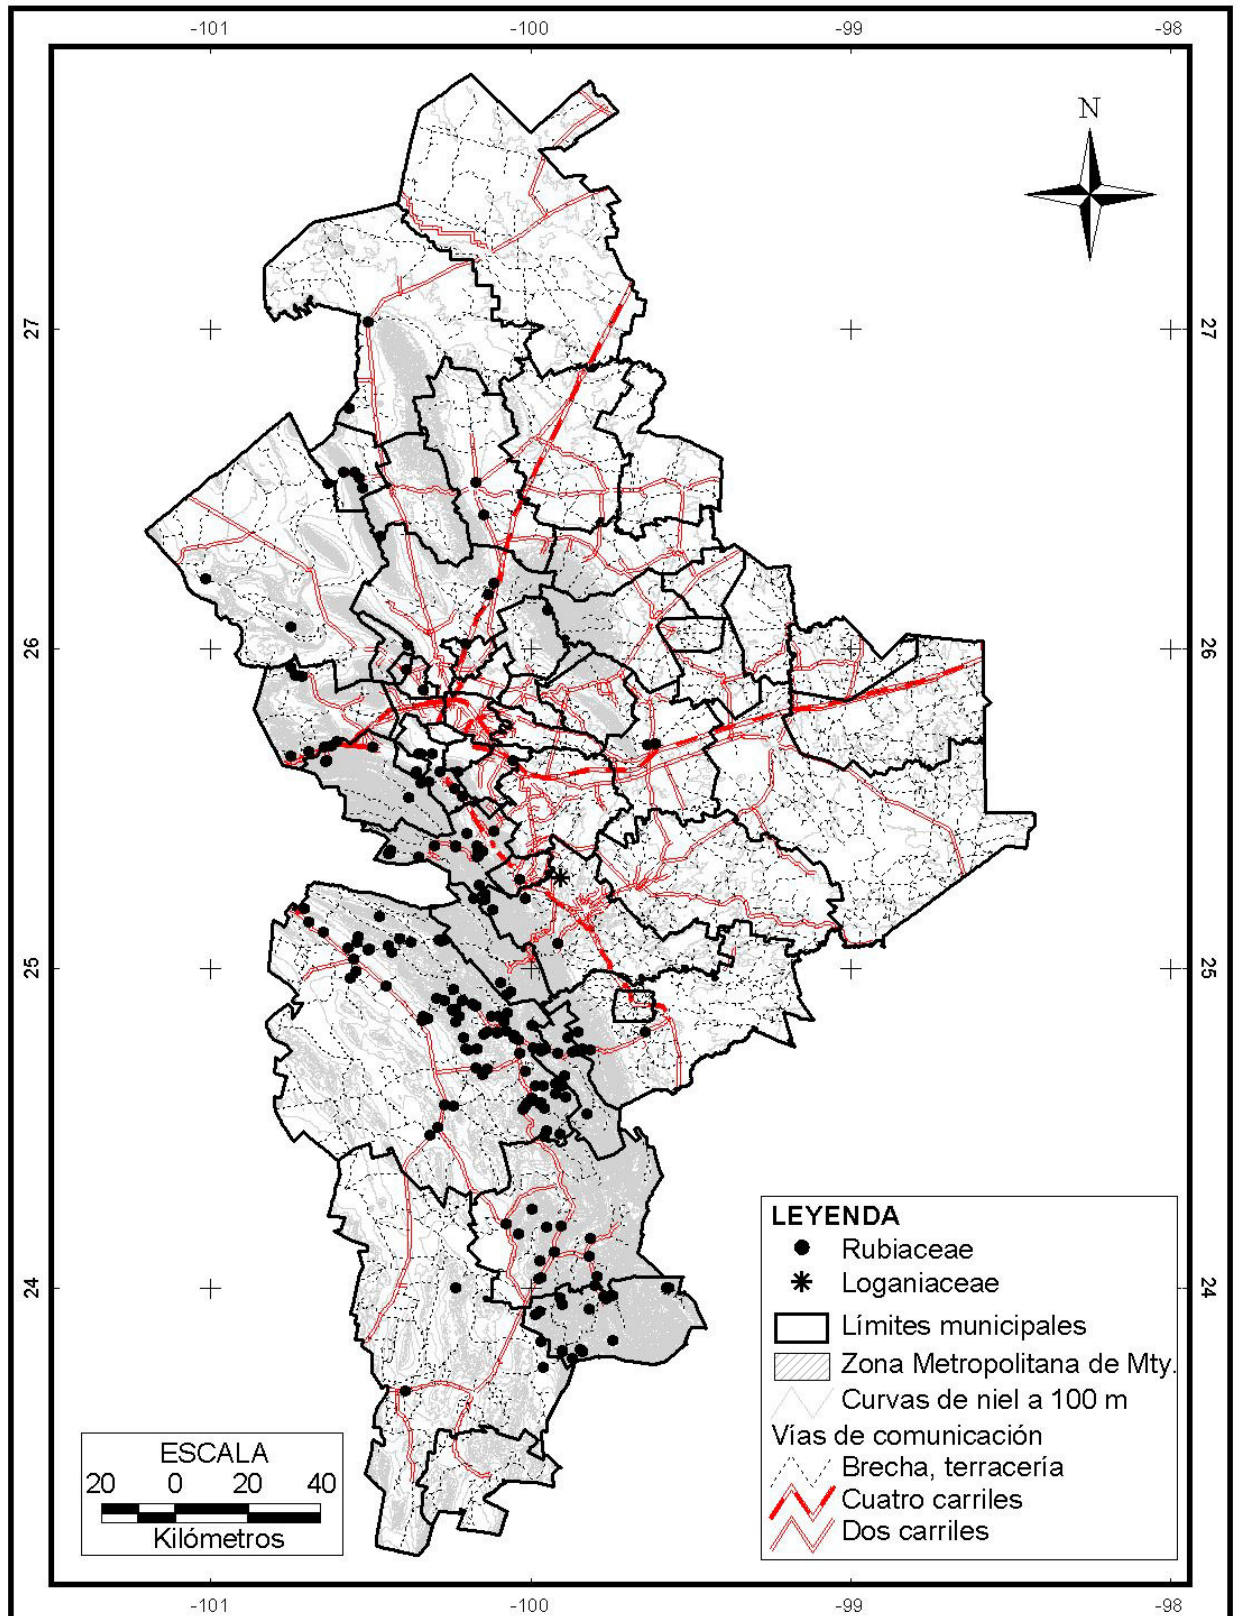 -101 -100 -99 -98
N
27 27
26 26
25 25
24 24
LEYENDA
Rubiaceae
Loganiaceae
Límites municipales
Zona Metropolitana de Mty.
Curvas de niel a 100 m
Vías de comunicación
Brecha, terracería
Cuatro carriles
Dos carriles
ESCALA
20 0 20 40
Kilómetros
-101 -100 -99 -98